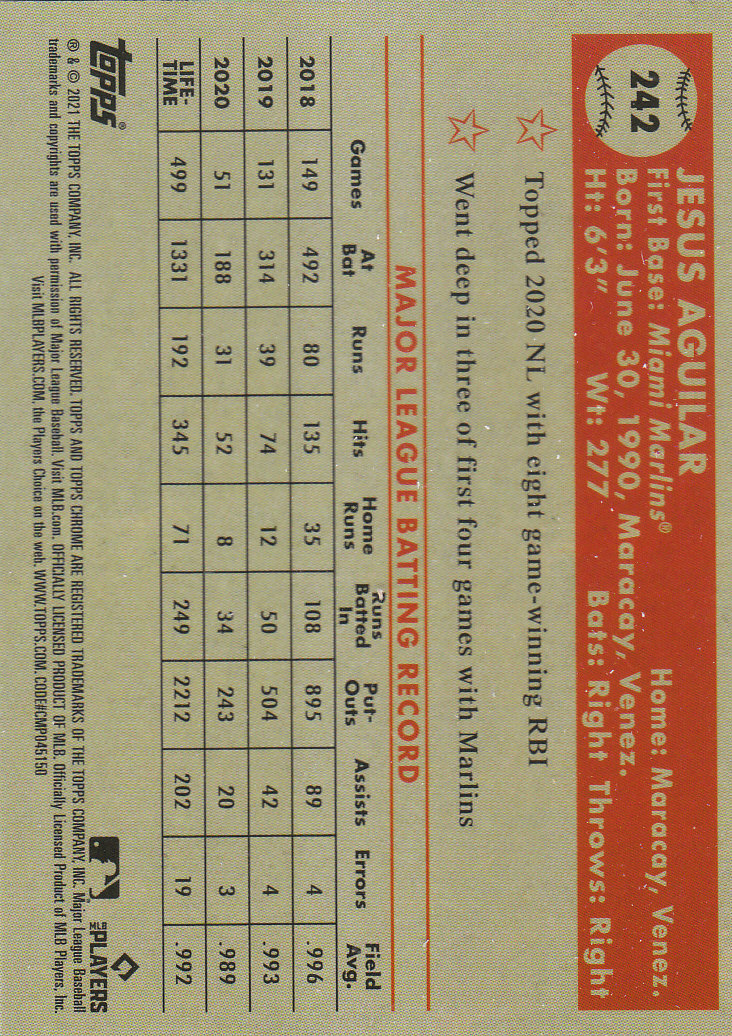 242
JESUS AGUILAR
First Base: Miami Marlins® Home: Maracay, Venez.
Born: June 30, 1990, Maracay, Venez.
Ht: 6'3" Wt: 277 Bats: Right Throws: Right
Topped 2020 NL with eight game-winning RBI
Went deep in three of first four games with Marlins
MAJOR LEAGUE BATTING RECORD
Games At Bat Runs Hits Home Runs Runs Batted In Put-Outs Assists Errors Field Avg.
2018 149 492 80 135 35 108 895 89 4 .996
2019 131 314 39 74 12 50 504 42 4 .993
2020 51 188 31 52 8 34 243 20 3 .989
LIFE-TIME 499 1331 192 345 71 249 2212 202 19 .992
topps®
MLB PLAYERS
® & © 2021 THE TOPPS COMPANY, INC. ALL RIGHTS RESERVED. TOPPS AND TOPPS CHROME ARE REGISTERED TRADEMARKS OF THE TOPPS COMPANY, INC. Major League Baseball
trademarks and copyrights are used with permission of Major League Baseball. Visit MLB.com. OFFICIALLY LICENSED PRODUCT OF MLB. Officially Licensed Product of MLB Players, Inc.
Visit MLBPLAYERS.COM, the Players Choice on the web. WWW.TOPPS.COM. CODE#CMP045150